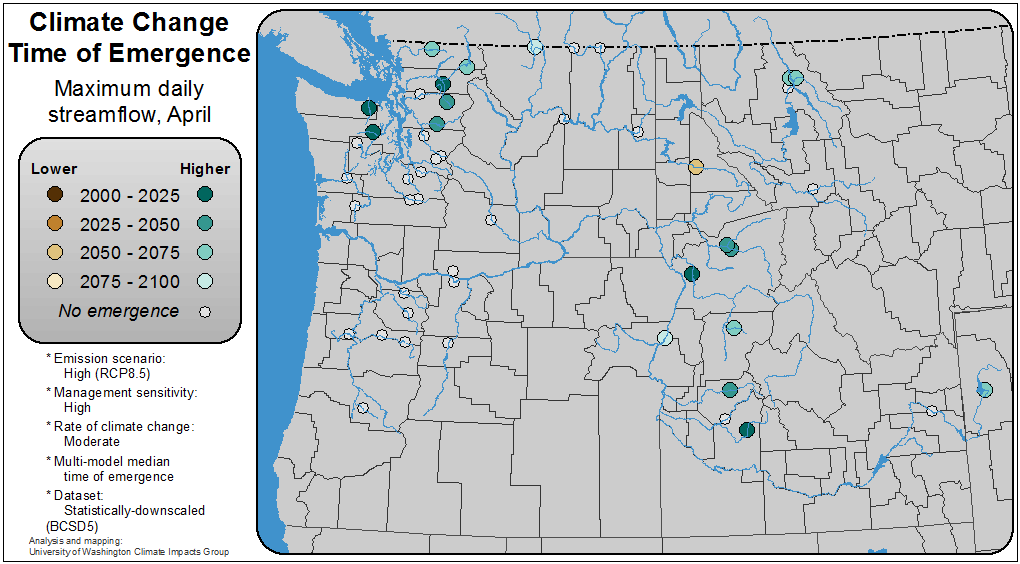 Climate Change
Time of Emergence
Maximum daily
streamflow, April
Lower Higher
2000 - 2025
2025 - 2050
2050 - 2075
2075 - 2100
No emergence
* Emission scenario:
High (RCP8.5)
* Management sensitivity:
High
* Rate of climate change:
Moderate
* Multi-model median
time of emergence
* Dataset:
Statistically-downscaled
(BCSD5)
Analysis and mapping:
University of Washington Climate Impacts Group